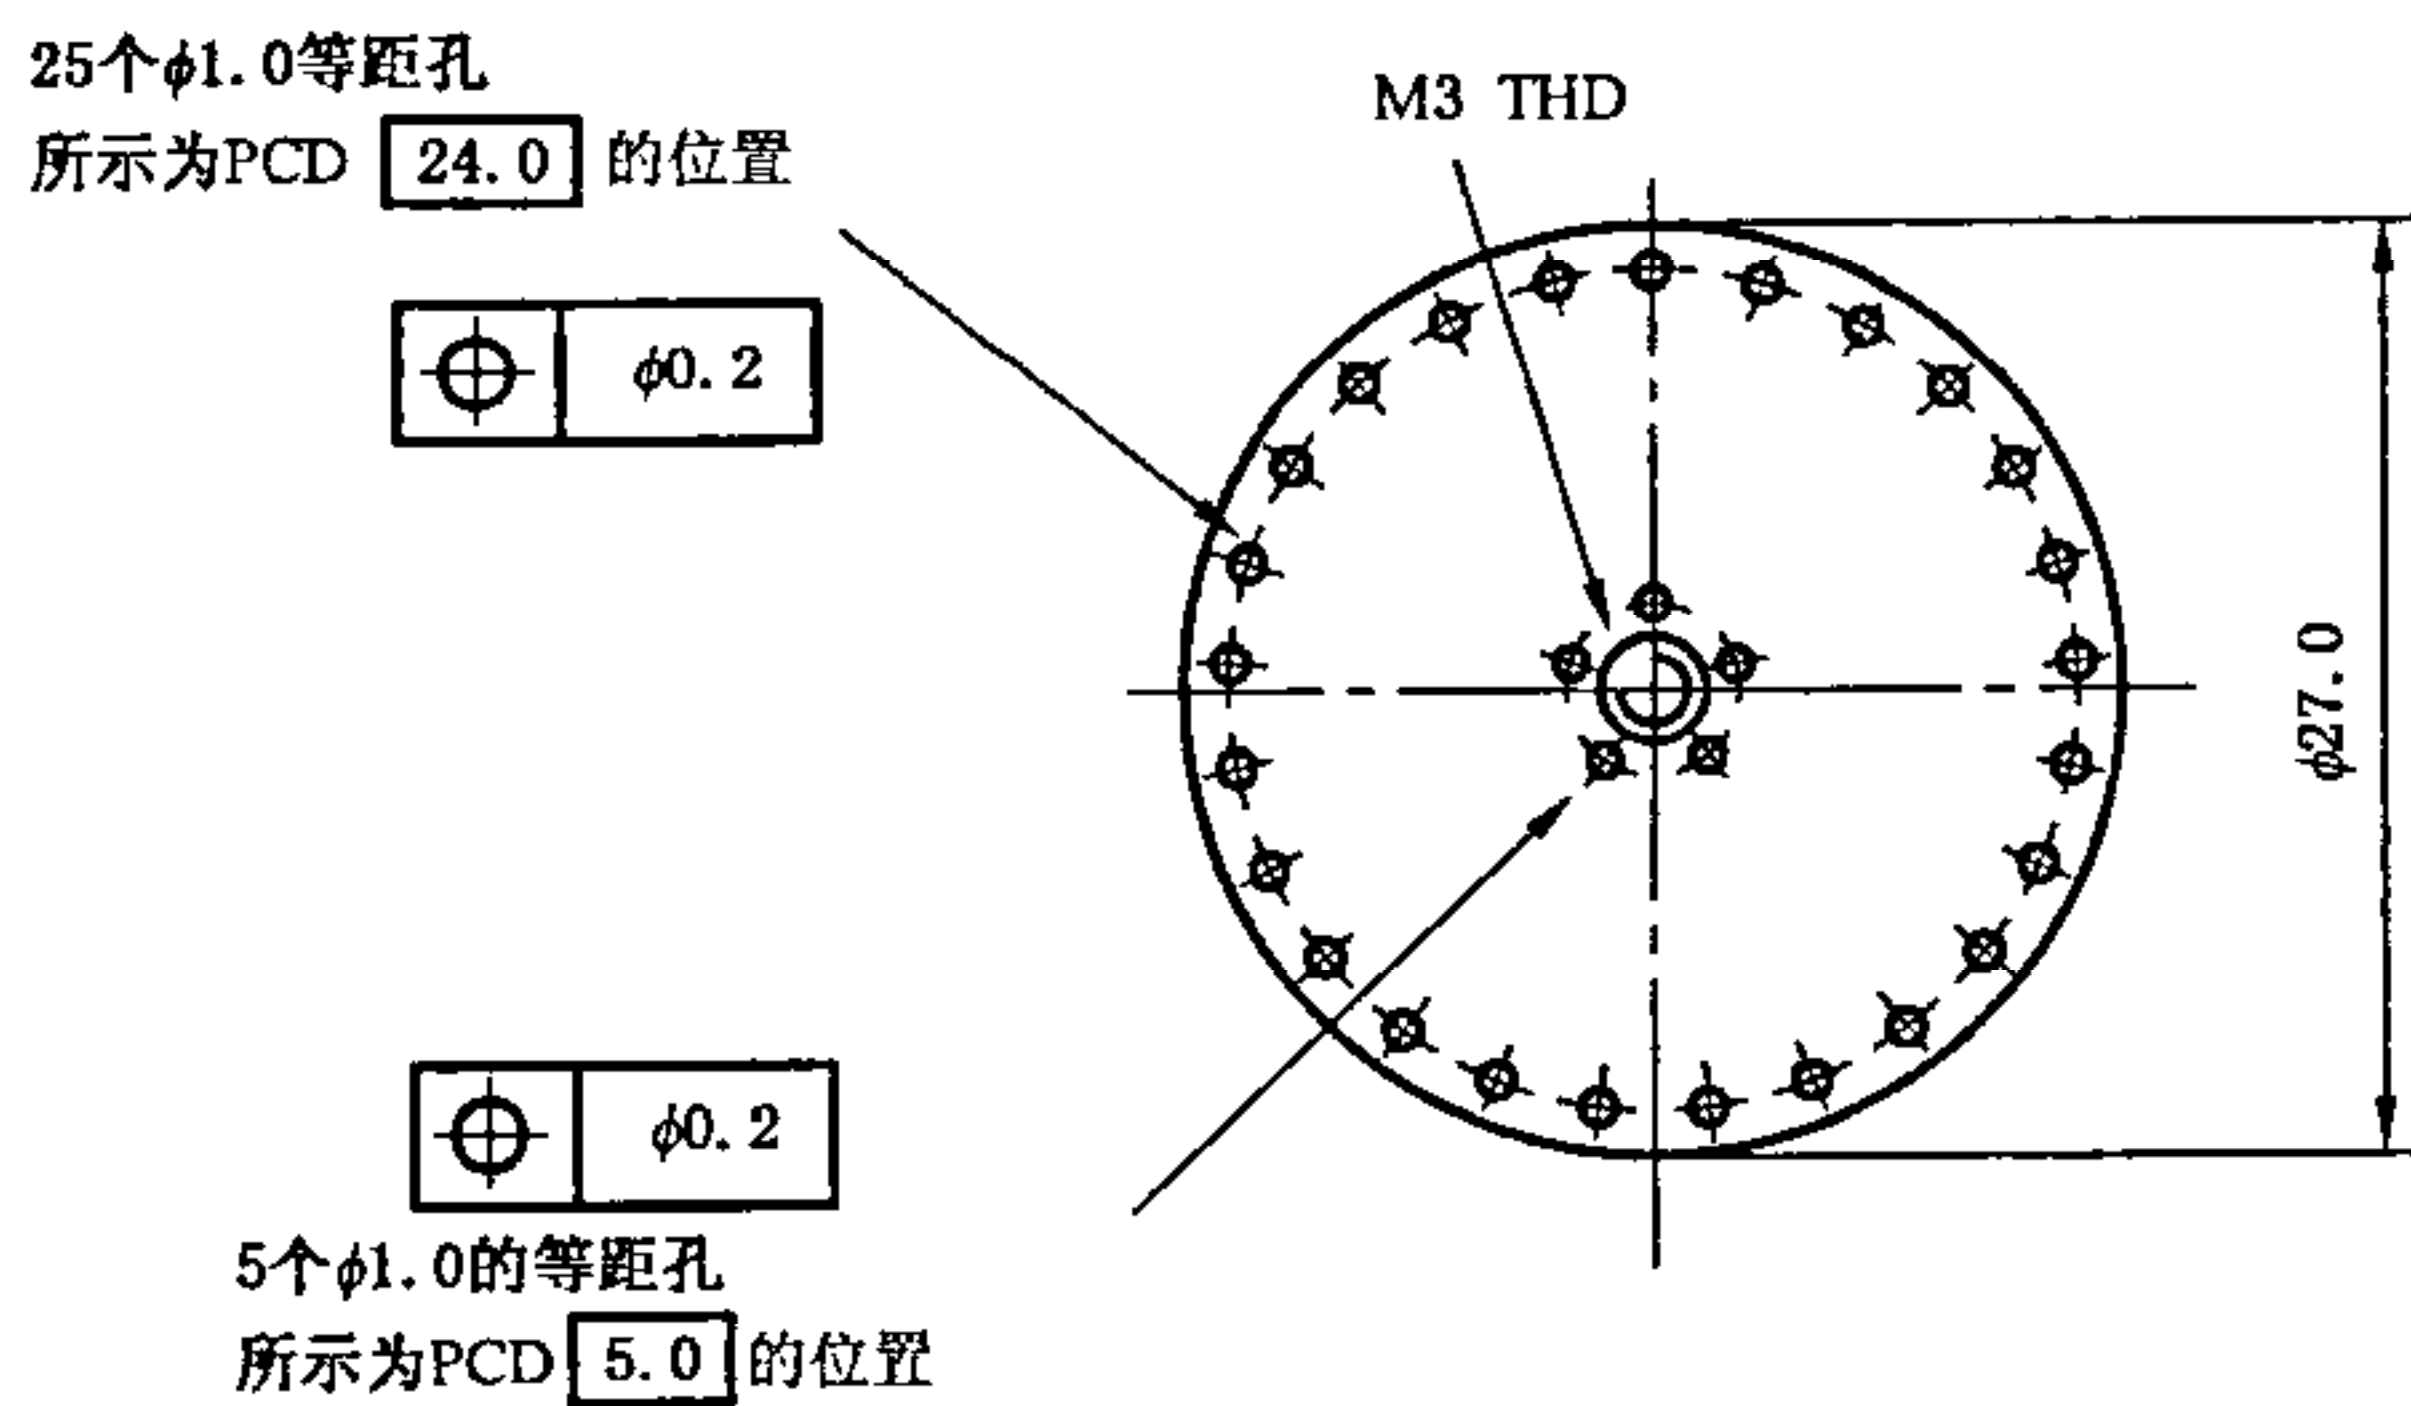 25个ϕ1.0等距孔
所示为PCD 24.0 的位置
M3 THD
ϕ0.2
ϕ27.0
ϕ0.2
5个ϕ1.0的等距孔
所示为PCD 5.0 的位置